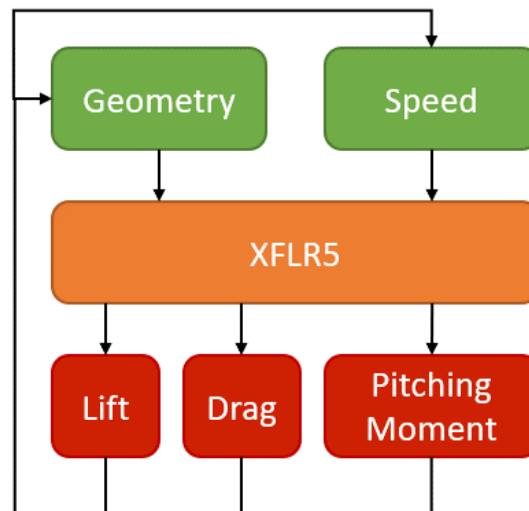 Geometry
Speed
XFLR5
Lift
Drag
Pitching
Moment